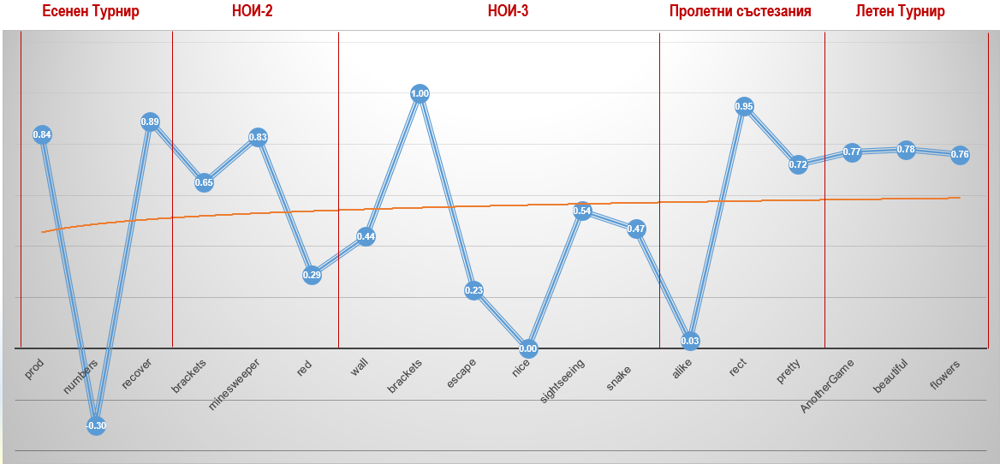 Есенен Турнир
НОИ-2
НОИ-3
Пролетни състезания
Летен Турнир
0.84
-0.30
0.89
0.65
0.83
0.29
0.44
1.00
0.23
0.00
0.54
0.47
0.03
0.95
0.72
0.77
0.78
0.76
prod
numbers
recover
brackets
minesweeper
red
wall
brackets
escape
nice
sightseeing
snake
alike
rect
pretty
AnotherGame
beautiful
flowers